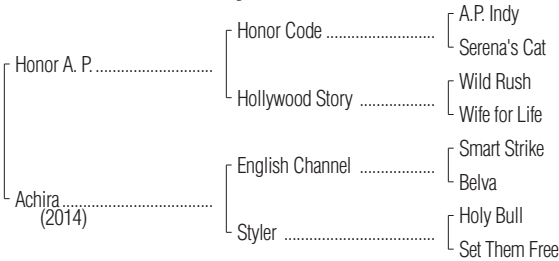 A.P. Indy
Honor Code
Serena's Cat
Honor A. P.
Wild Rush
Hollywood Story
Wife for Life
Smart Strike
English Channel
Belva
Achira
(2014)
Holy Bull
Styler
Set Them Free